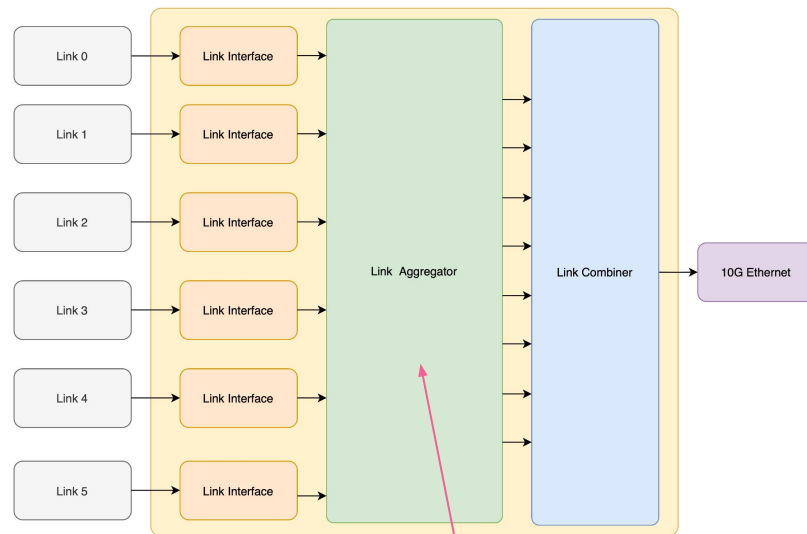 Link 0
Link Interface
Link 1
Link Interface
Link 2
Link Interface
Link Aggregator
Link Combiner
10G Ethernet
Link 3
Link Interface
Link 4
Link Interface
Link 5
Link Interface